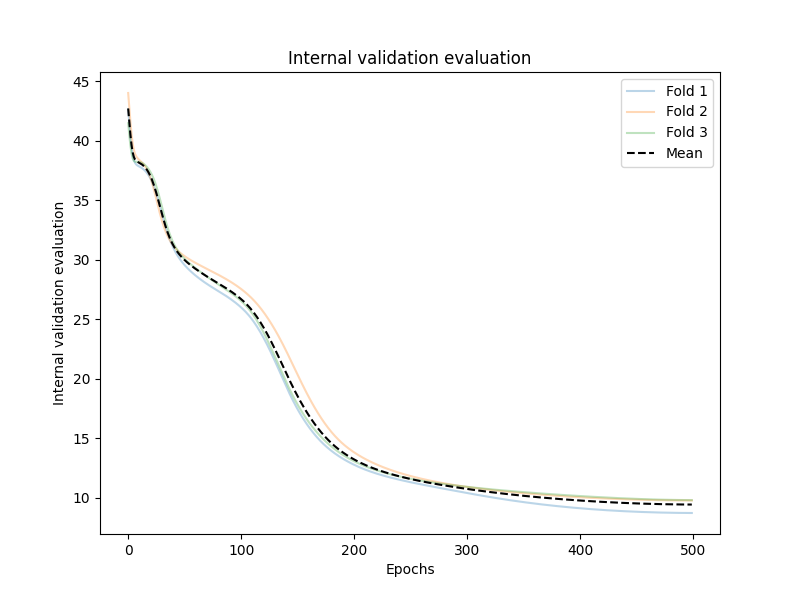 Internal validation evaluation
Internal validation evaluation
45
40
35
30
25
20
15
10
Fold 1
Fold 2
Fold 3
Mean
0
100
200
300
400
500
Epochs